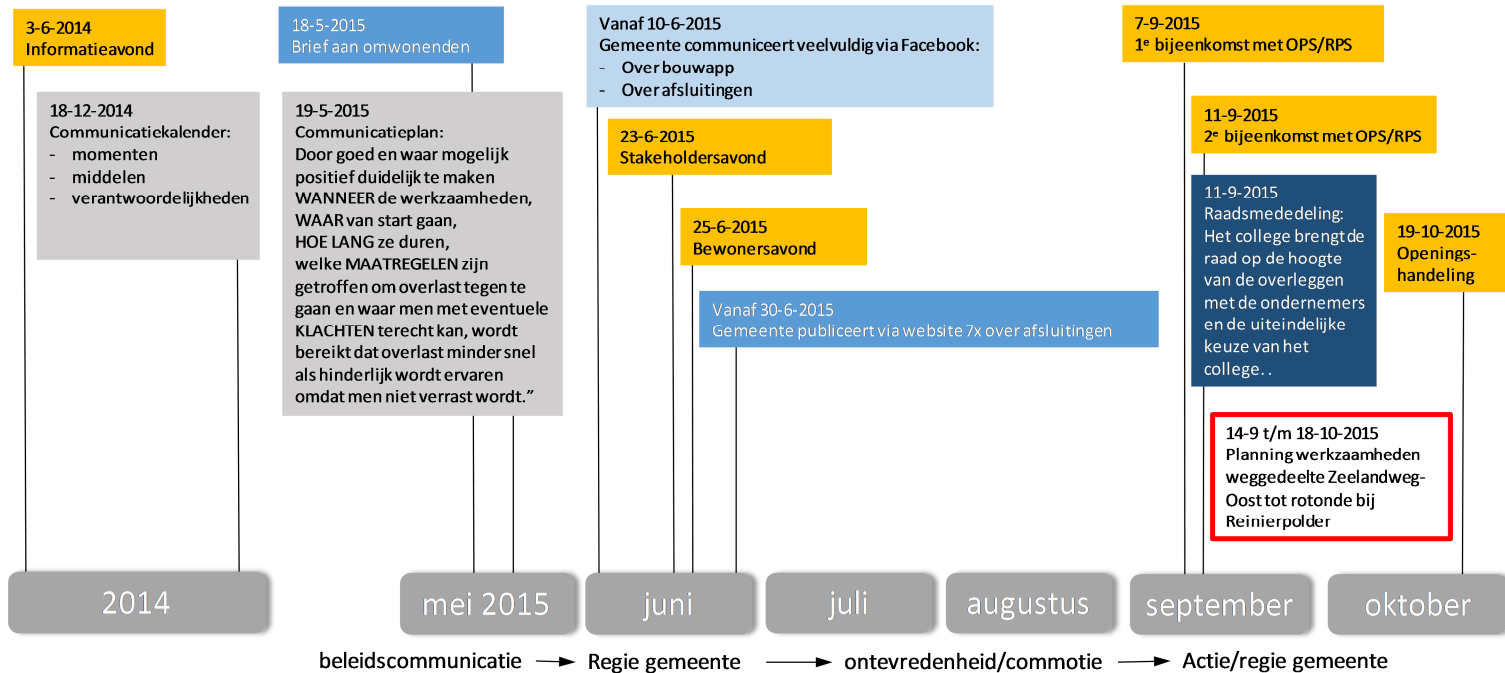 3-6-2014
Informatieavond
18-12-2014
Communicatiekalender:
- momenten
- middelen
- verantwoordelijkheden
18-5-2015
Brief aan omwonenden
19-5-2015
Communicatieplan:
Door goed en waar mogelijk
positief duidelijk te maken
WANNEER de werkzaamheden,
WAAR van start gaan,
HOE LANG ze duren,
welke MAATREGELEN zijn
getroffen om overlast tegen te
gaan en waar men met eventuele
KLACHTEN terecht kan, wordt
bereikt dat overlast minder snel
als hinderlijk wordt ervaren
omdat men niet verrast wordt.”
Vanaf 10-6-2015
Gemeente communiceert veelvuldig via Facebook:
- Over bouwapp
- Over afsluitingen
23-6-2015
Stakeholdersavond
25-6-2015
Bewonersavond
Vanaf 30-6-2015
Gemeente publiceert via website 7x over afsluitingen
7-9-2015
1e bijeenkomst met OPS/RPS
11-9-2015
2e bijeenkomst met OPS/RPS
11-9-2015
Raadsmededeling:
Het college brengt de
raad op de hoogte
van de overleggen
met de ondernemers
en de uiteindelijke
keuze van het
college. .
19-10-2015
Openings-
handeling
14-9 t/m 18-10-2015
Planning werkzaamheden
weggedeelte Zeelandweg-
Oost tot rotonde bij
Reinierpolder
2014
mei 2015
juni
juli
augustus
september
oktober
beleidscommunicatie → Regie gemeente → ontevredenheid/commotie → Actie/regie gemeente